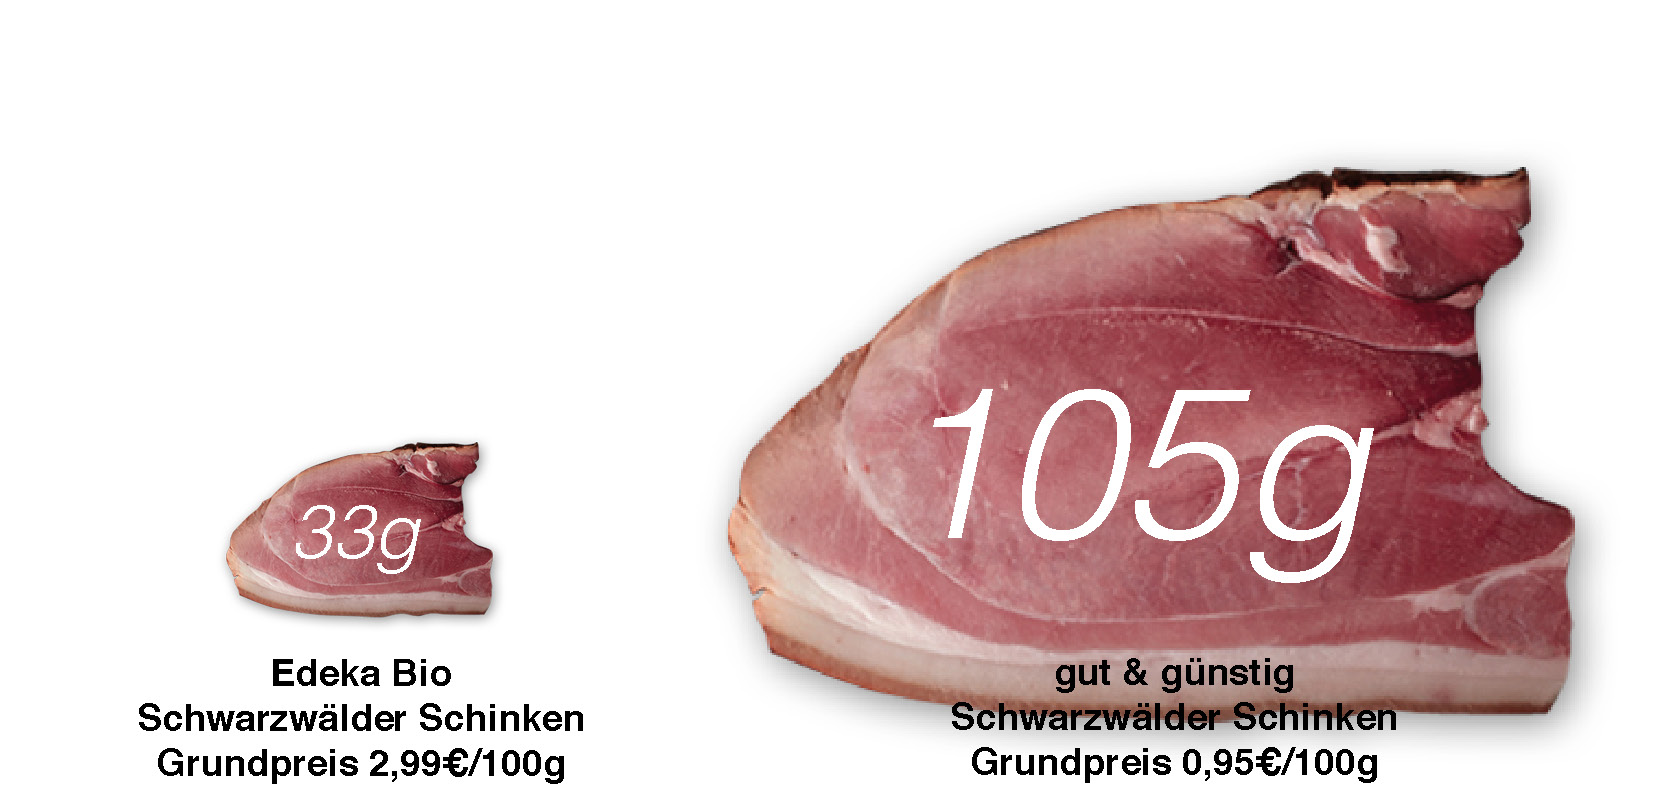 33g
Edeka Bio
Schwarzwälder Schinken
Grundpreis 2,99€/100g
105g
gut & günstig
Schwarzwälder Schinken
Grundpreis 0,95€/100g